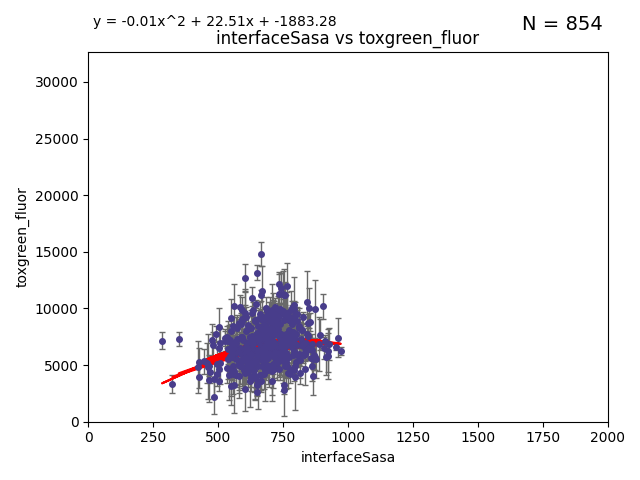 y = -0.01x^2 + 22.51x + -1883.28
N = 854
interfaceSasa vs toxgreen_fluor
30000
25000
20000
15000
10000
5000
0
toxgreen_fluor
0 250 500 750 1000 1250 1500 1750 2000
interfaceSasa